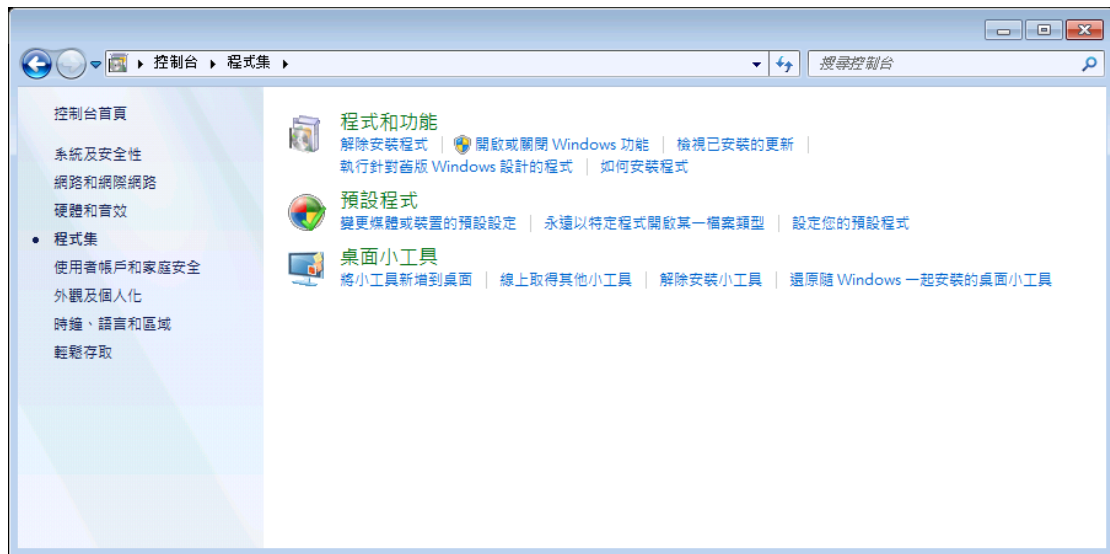 控制台 ▸ 程式集 ▸
搜尋控制台
控制台首頁
系統及安全性
網路和網際網路
硬體和音效
程式集
使用者帳戶和家庭安全
外觀及個人化
時鐘、語言和區域
輕鬆存取
程式和功能
解除安裝程式 | 開啟或關閉 Windows 功能 | 檢視已安裝的更新 |
執行針對舊版 Windows 設計的程式 | 如何安裝程式
預設程式
變更媒體或裝置的預設設定 | 永遠以特定程式開啟某一檔案類型 | 設定您的預設程式
桌面小工具
將小工具新增到桌面 | 線上取得其他小工具 | 解除安裝小工具 | 還原隨 Windows 一起安裝的桌面小工具